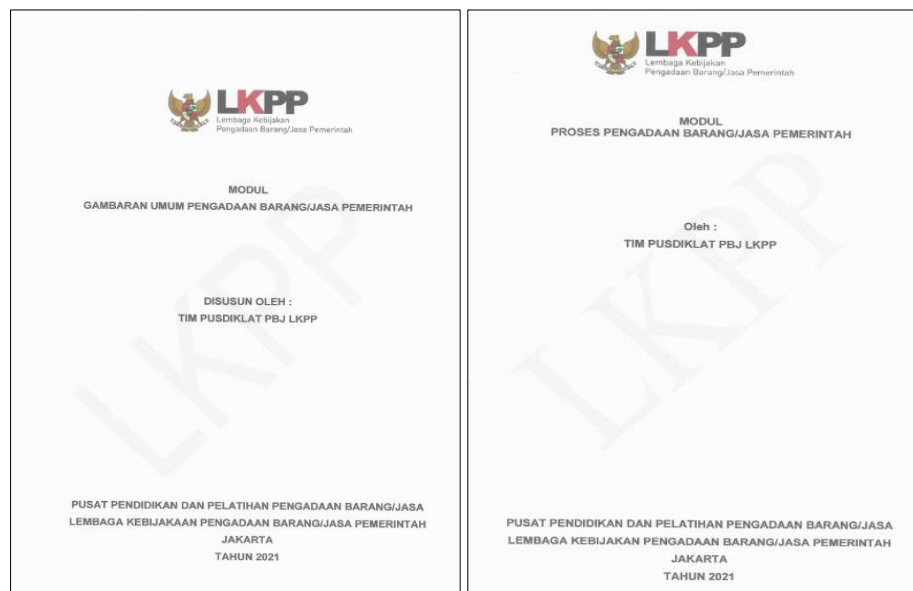 LKPP
Lembaga Kebijakan
Pengadaan Barang/Jasa Pemerintah
MODUL
GAMBARAN UMUM PENGADAAN BARANG/JASA PEMERINTAH
DISUSUN OLEH :
TIM PUSDIKLAT PBJ LKPP
LKPP
PUSAT PENDIDIKAN DAN PELATIHAN PENGADAAN BARANG/JASA
LEMBAGA KEBIJAKAAN PENGADAAN BARANG/JASA PEMERINTAH
JAKARTA
TAHUN 2021
LKPP
Lembaga Kebijakan
Pengadaan Barang/Jasa Pemerintah
MODUL
PROSES PENGADAAN BARANG/JASA PEMERINTAH
Oleh :
TIM PUSDIKLAT PBJ LKPP
LKPP
PUSAT PENDIDIKAN DAN PELATIHAN PENGADAAN BARANG/JASA
LEMBAGA KEBIJAKAN PENGADAAN BARANG/JASA PEMERINTAH
JAKARTA
TAHUN 2021